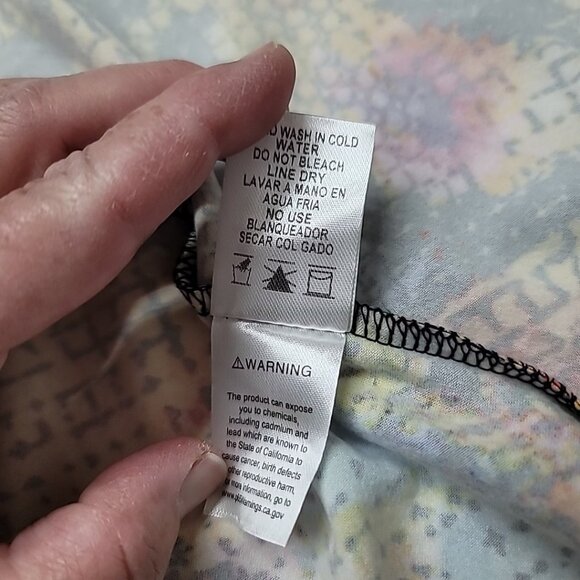 D WASH IN COLD
WATER
DO NOT BLEACH
LINE DRY
LAVAR A MANO EN
AGUA FRIA
NO USE
BLANQUEADOR
SECAR COL GADO
⚠WARNING
The product can expose
you to chemicals,
including cadmium and
lead which are known to
the State of California to
cause cancer, birth defects
other reproductive harm,
more information, go to
www.p65warnings.ca.gov